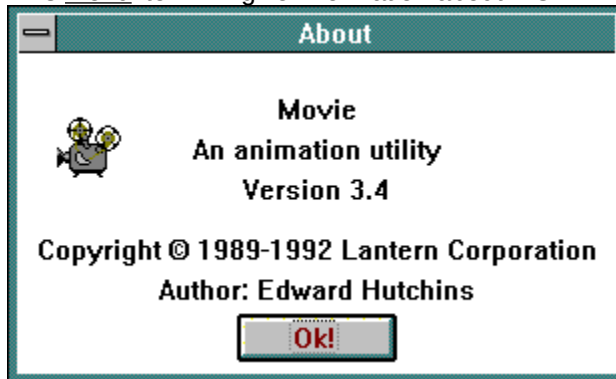 About
Movie
An animation utility
Version 3.4
Copyright © 1989-1992 Lantern Corporation
Author: Edward Hutchins
Ok!